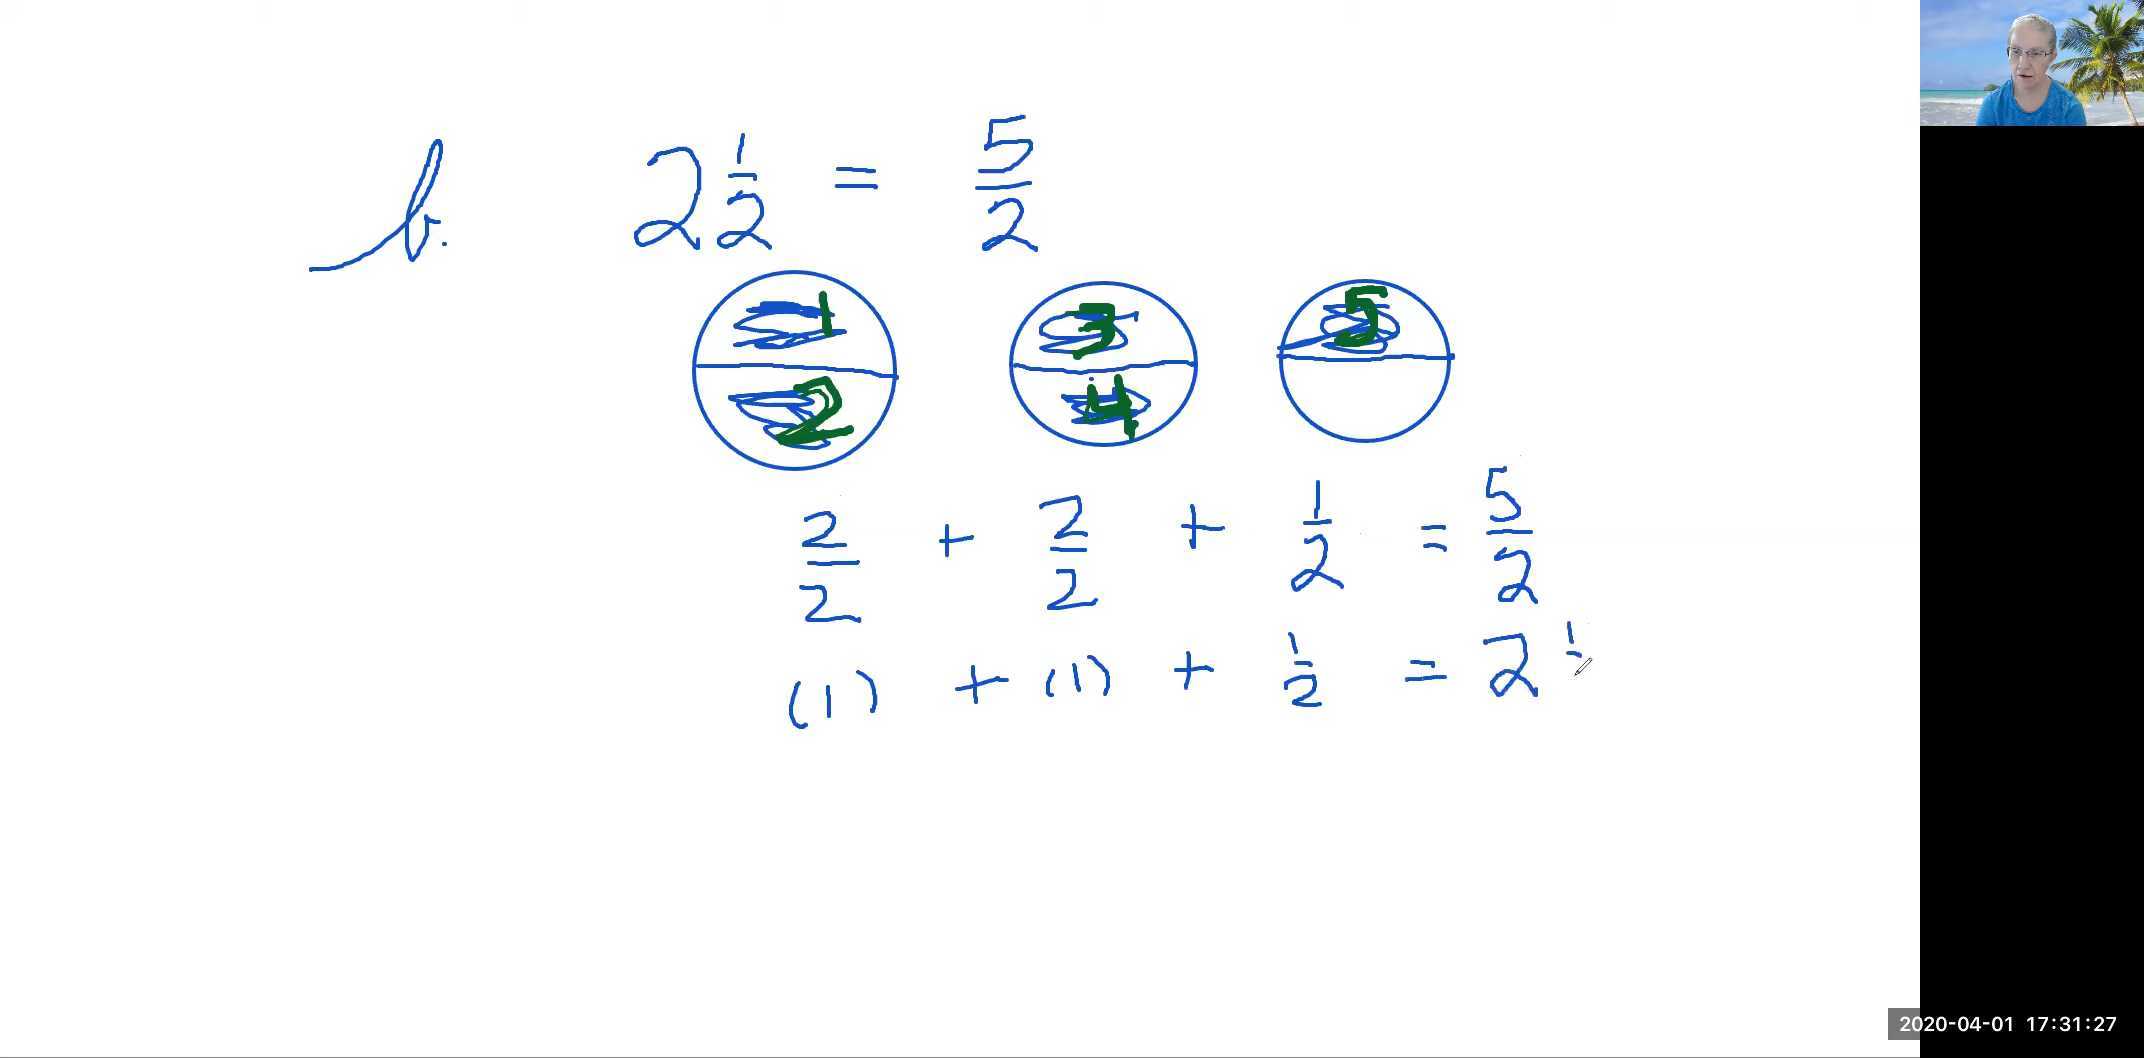 b. 2 1/2 = 5/2
1 3 5
2 4
2/2 + 2/2 + 1/2 = 5/2
(1) + (1) + 1/2 = 2 1/
2020-04-01 17:31:27